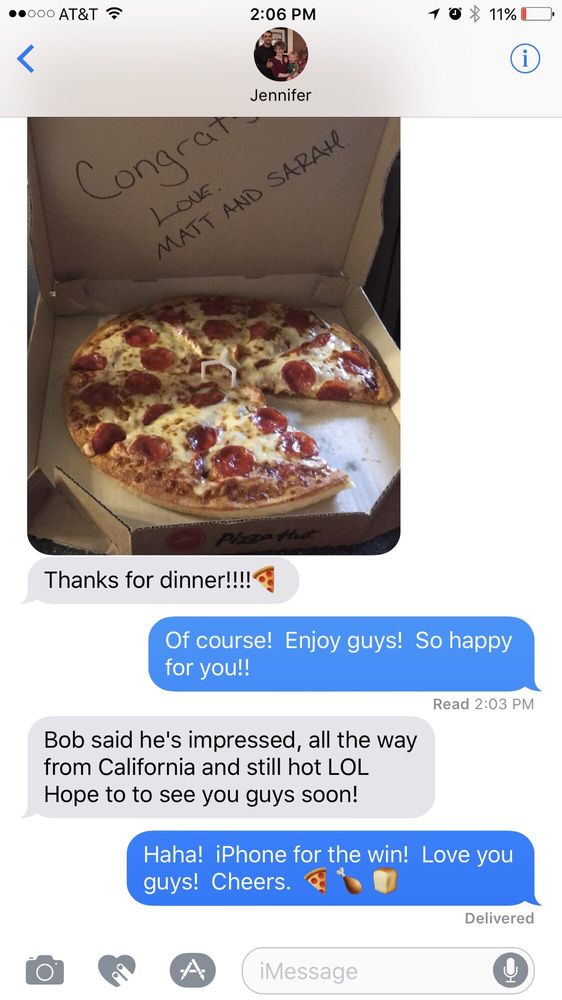 AT&T
2:06 PM
11%
Jennifer
Congrats
LOVE,
MATT AND SARAH.
Pizza Hut
Thanks for dinner!!!!🍕
Of course!  Enjoy guys!  So happy
for you!!
Read 2:03 PM
Bob said he's impressed, all the way
from California and still hot LOL
Hope to to see you guys soon!
Haha!  iPhone for the win!  Love you
guys!  Cheers. 🍕 🍗 🍞
Delivered
iMessage